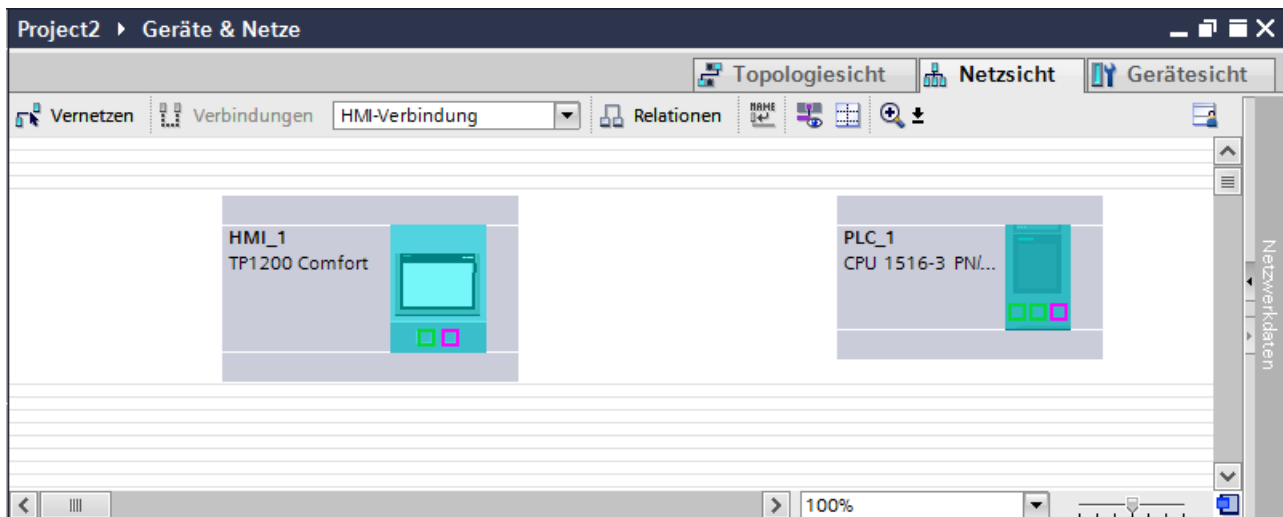 Project2 ▸ Geräte & Netze
Topologiesicht Netzsicht Gerätesicht
Vernetzen Verbindungen HMI-Verbindung Relationen NAME
HMI_1
TP1200 Comfort
PLC_1
CPU 1516-3 PN/...
Netzwerkdaten
100%